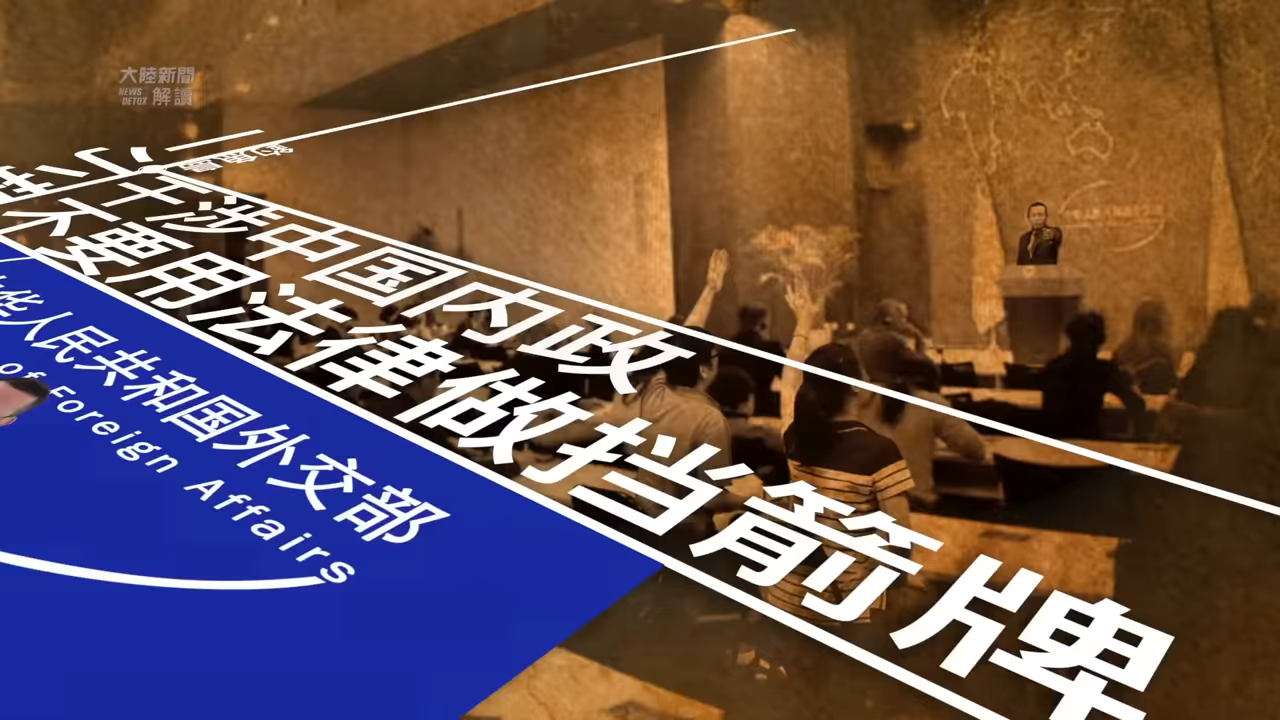 大陸新聞
NEWS
DETOX
解讀
干涉中国内政
不要用法律做挡箭牌
华人民共和国外交部
of Foreign Affairs